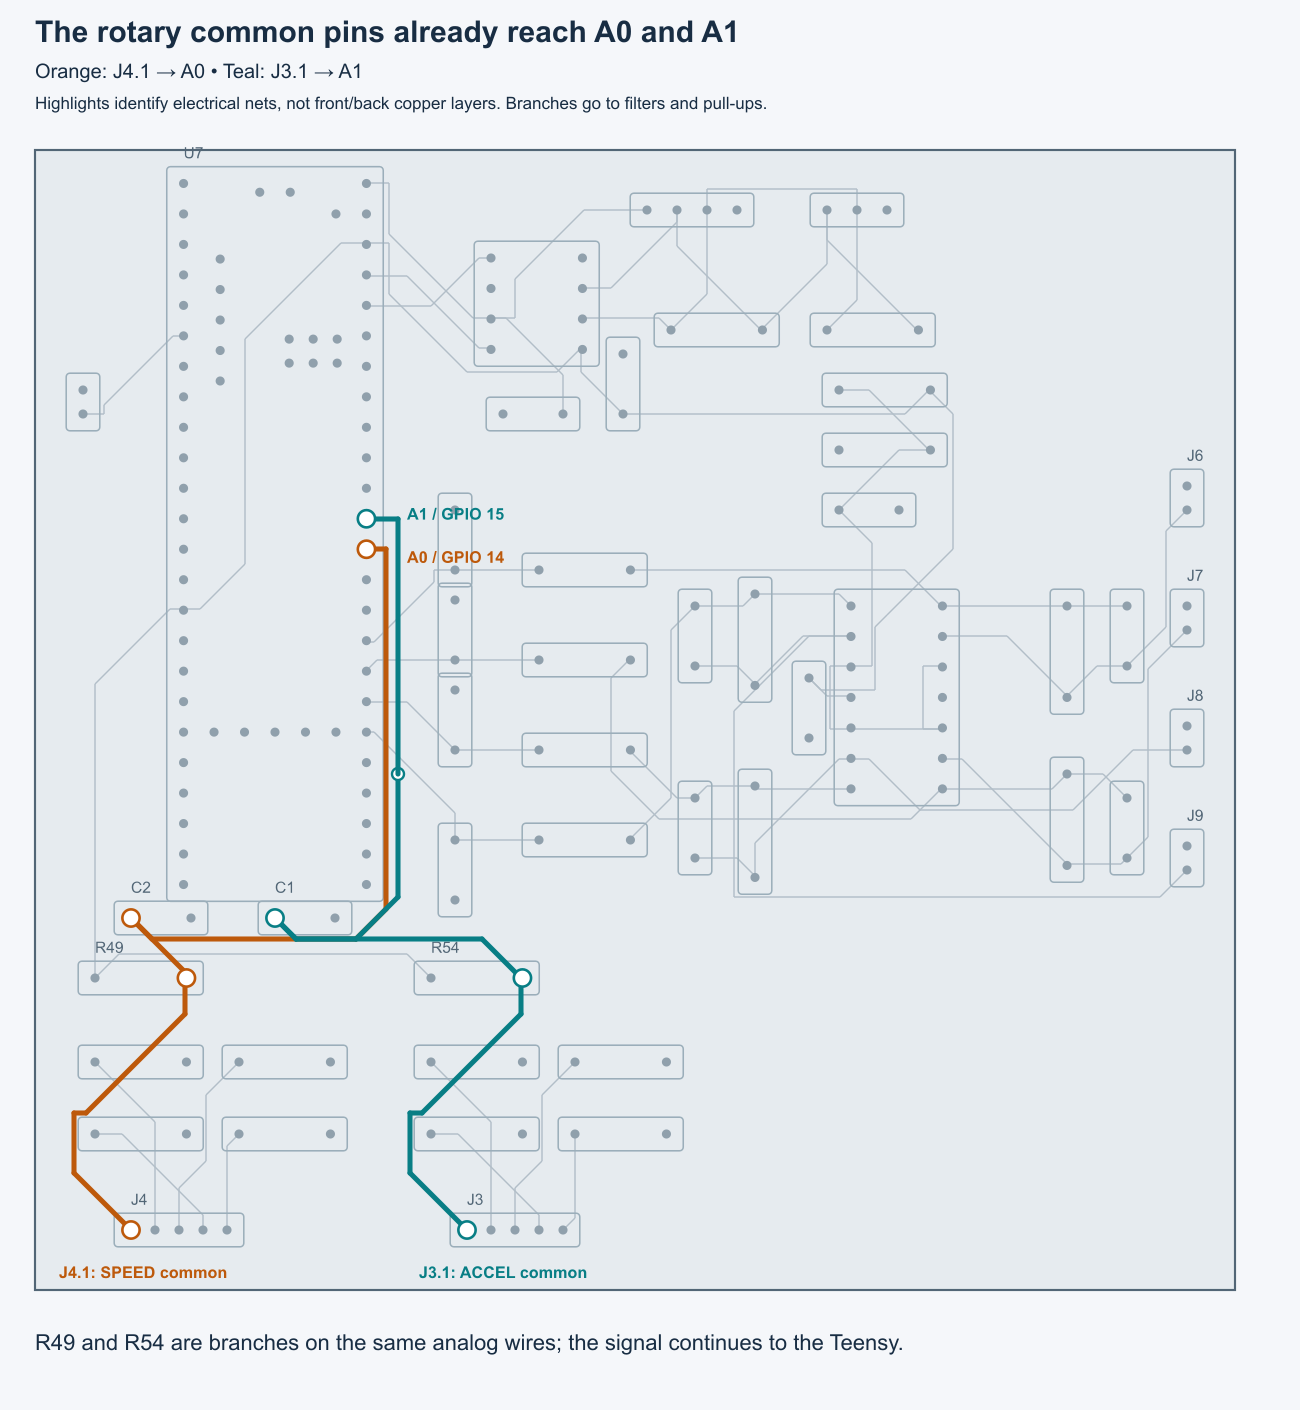 The rotary common pins already reach A0 and A1
Orange: J4.1 → A0 • Teal: J3.1 → A1
Highlights identify electrical nets, not front/back copper layers. Branches go to filters and pull-ups.
U7
J6
A1 / GPIO 15
A0 / GPIO 14
J7
J8
J9
C2
C1
R49
R54
J4
J3
J4.1: SPEED common
J3.1: ACCEL common
R49 and R54 are branches on the same analog wires; the signal continues to the Teensy.